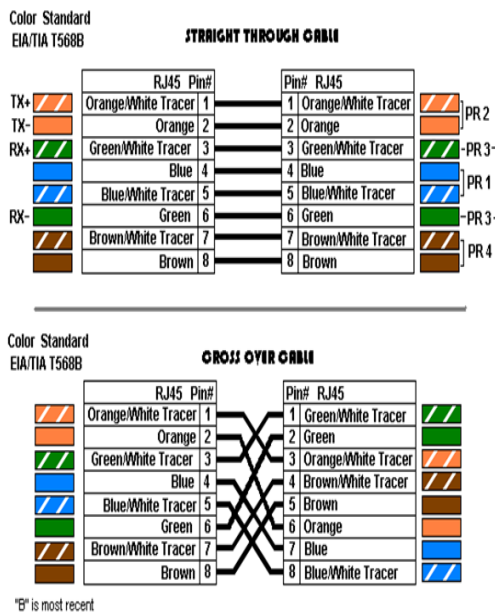 Color Standard
EIA/TIA T568B
STRAIGHT THROUGH CABLE
RJ45 Pin# Pin# RJ45
TX+ Orange/White Tracer 1 1 Orange/White Tracer
PR 2
TX- Orange 2 2 Orange
RX+ Green/White Tracer 3 3 Green/White Tracer PR 3
Blue 4 4 Blue
PR 1
Blue/White Tracer 5 5 Blue/White Tracer
RX- Green 6 6 Green PR 3
Brown/White Tracer 7 7 Brown/White Tracer
PR 4
Brown 8 8 Brown
Color Standard
EIA/TIA T568B
CROSS OVER CABLE
RJ45 Pin# Pin# RJ45
Orange/White Tracer 1 1 Green/White Tracer
Orange 2 2 Green
Green/White Tracer 3 3 Orange/White Tracer
Blue 4 4 Brown/White Tracer
Blue/White Tracer 5 5 Brown
Green 6 6 Orange
Brown/White Tracer 7 7 Blue
Brown 8 8 Blue/White Tracer
"B" is most recent